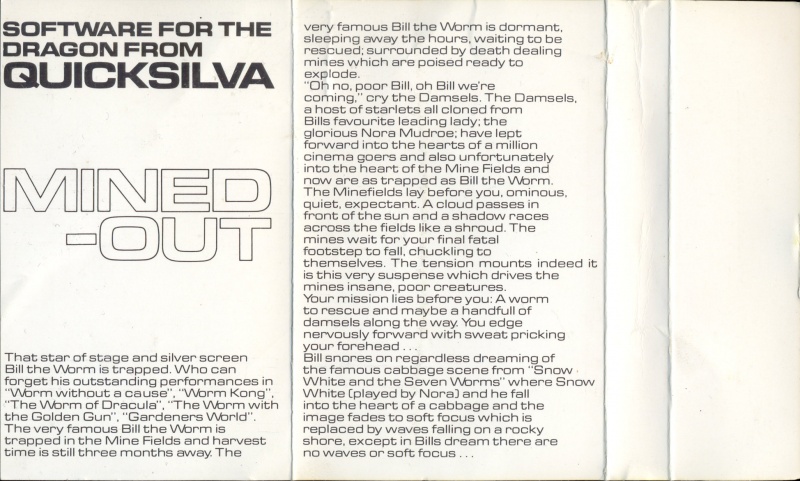 SOFTWARE FOR THE
DRAGON FROM
QUICKSILVA
MINED
-OUT
That star of stage and silver screen
Bill the Worm is trapped. Who can
forget his outstanding performances in
"Worm without a cause", "Worm Kong",
"The Worm of Dracula", "The Worm with
the Golden Gun", "Gardeners World".
The very famous Bill the Worm is
trapped in the Mine Fields and harvest
time is still three months away. The
very famous Bill the Worm is dormant,
sleeping away the hours, waiting to be
rescued; surrounded by death dealing
mines which are poised ready to
explode.
"Oh no, poor Bill, oh Bill we're
coming," cry the Damsels. The Damsels,
a host of starlets all cloned from
Bills favourite leading lady; the
glorious Nora Mudroe; have lept
forward into the hearts of a million
cinema goers and also unfortunately
into the heart of the Mine Fields and
now are as trapped as Bill the Worm.
The Minefields lay before you, ominous,
quiet, expectant. A cloud passes in
front of the sun and a shadow races
across the fields like a shroud. The
mines wait for your final fatal
footstep to fall, chuckling to
themselves. The tension mounts indeed it
is this very suspense which drives the
mines insane, poor creatures.
Your mission lies before you: A worm
to rescue and maybe a handfull of
damsels along the way. You edge
nervously forward with sweat pricking
your forehead ...
Bill snores on regardless dreaming of
the famous cabbage scene from "Snow
White and the Seven Worms" where Snow
White (played by Nora) and he fall
into the heart of a cabbage and the
image fades to soft focus which is
replaced by waves falling on a rocky
shore, except in Bills dream there are
no waves or soft focus ...